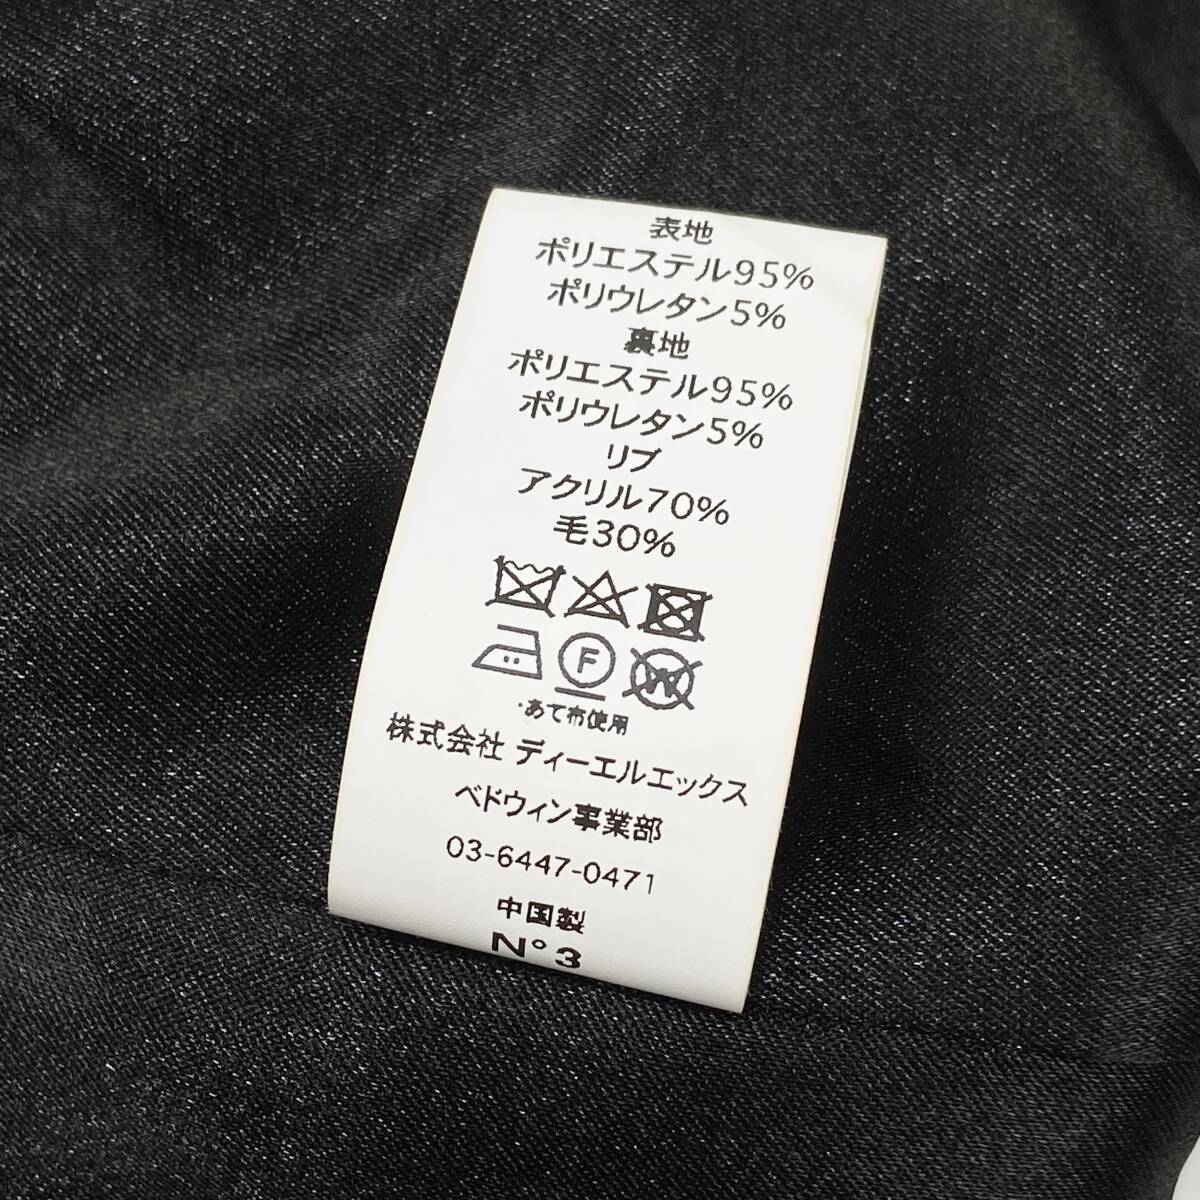 表地
ポリエステル95%
ポリウレタン5%
裏地
ポリエステル95%
ポリウレタン5%
リブ
アクリル70%
毛30%
F W
・あて布使用
株式会社 ディーエルエックス
ベドウィン事業部
03-6447-0471
中国製
N°3